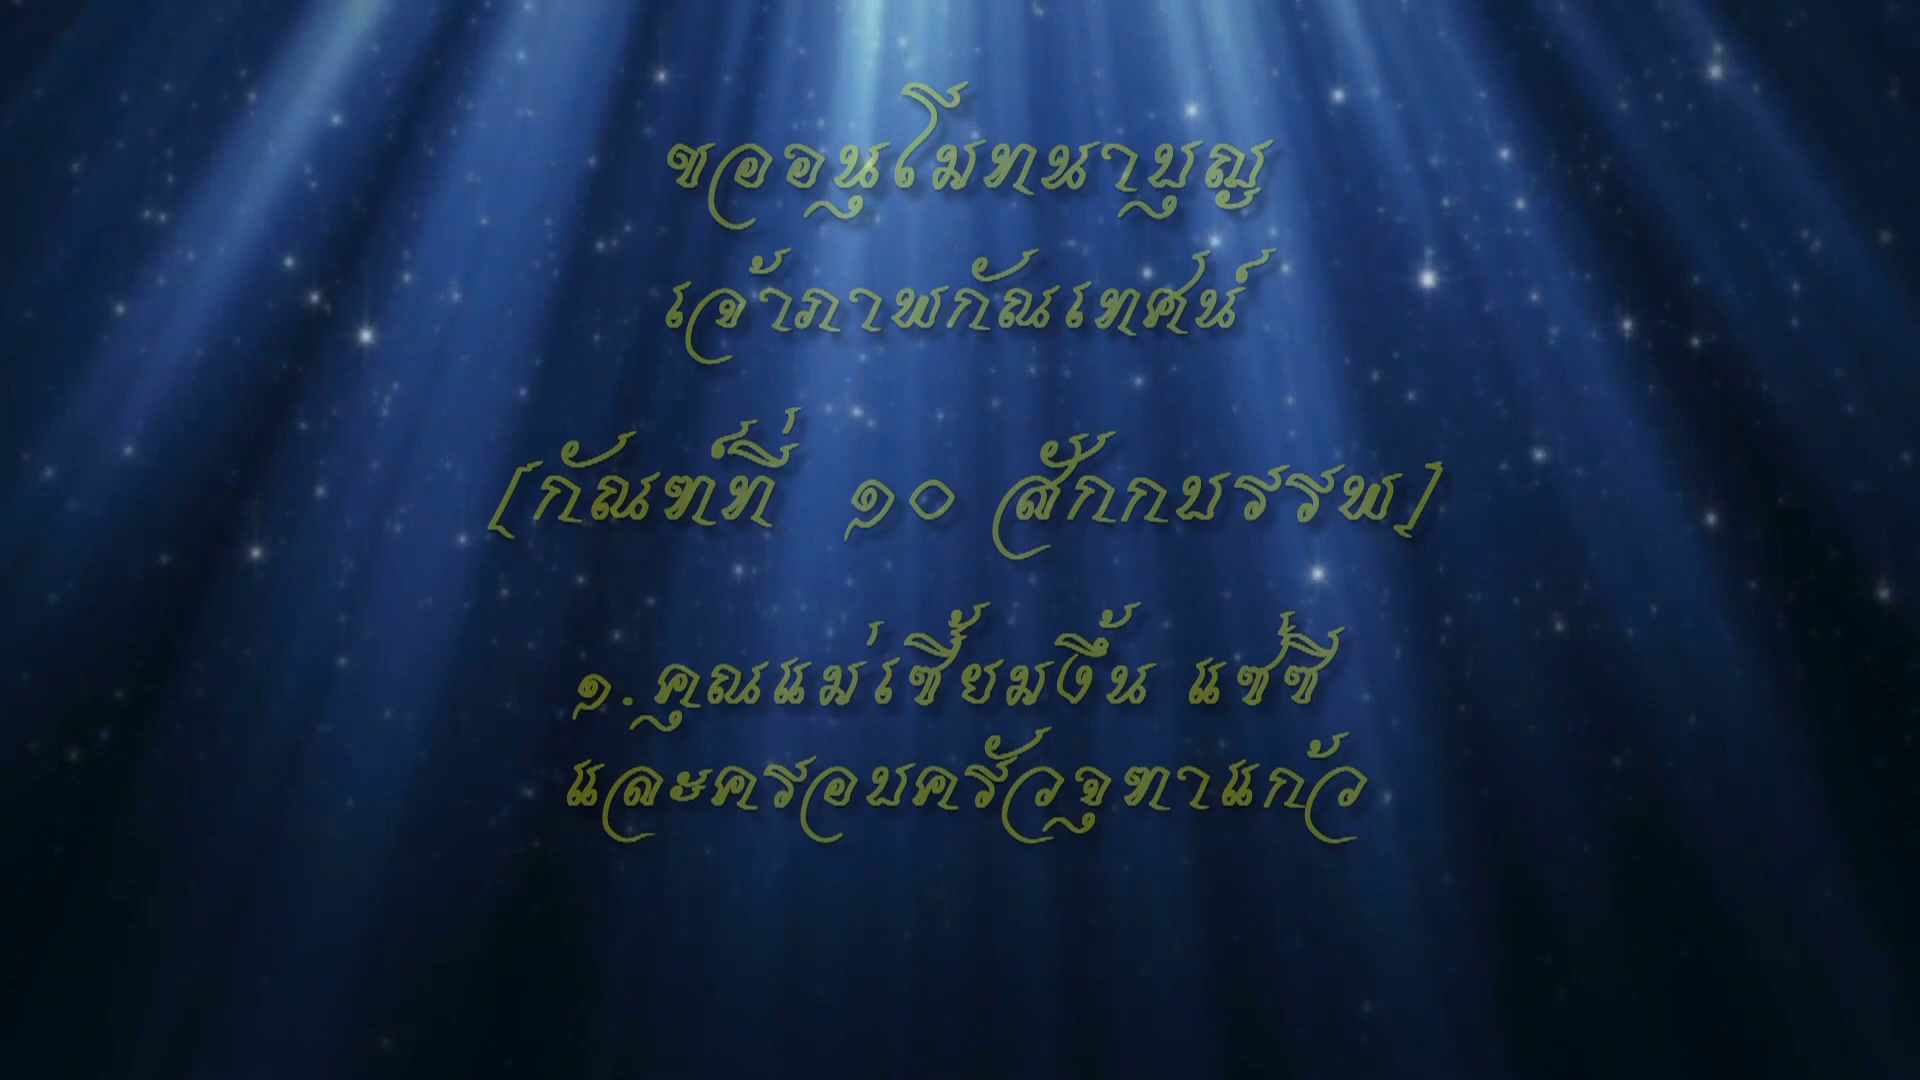 ขออนุโมทนาบุญ
เจ้าภาพกัณเทศน์
[กัณฑ์ที่ ๑๐ สักกบรรพ]
๑.คุณแม่เซี้ยมงึ้น แซ่ซี
และครอบครัวจุฑาแก้ว